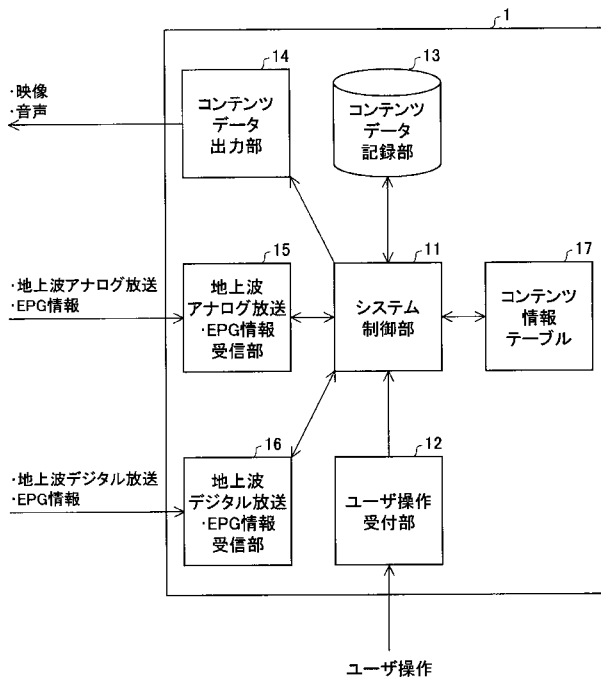 1
14
コンテンツ
データ
出力部
13
コンテンツ
データ
記録部
・映像
・音声
15
地上波
アナログ放送
・EPG情報
受信部
11
システム
制御部
17
コンテンツ
情報
テーブル
・地上波アナログ放送
・EPG情報
16
地上波
デジタル放送
・EPG情報
受信部
12
ユーザ操作
受付部
・地上波デジタル放送
・EPG情報
ユーザ操作